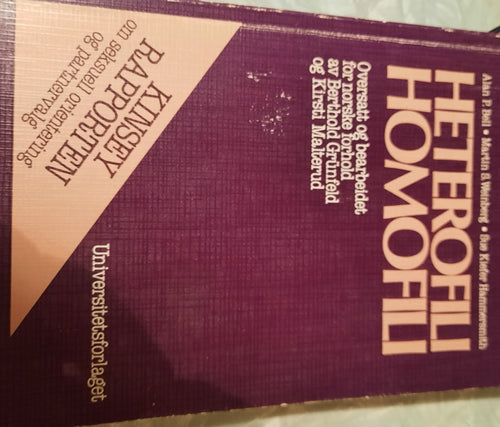 Alan P. Bell • Martin S. Weinberg • Sue Kiefer Hammersmith
HETEROFILI
HOMOFILI
Oversatt og bearbeidet
for norske forhold
av Berthold Grünfeld
og Kirsti Malterud
KINSEY
RAPPORTEN
om seksuell orientering
og partnervalg
Universitetsforlaget